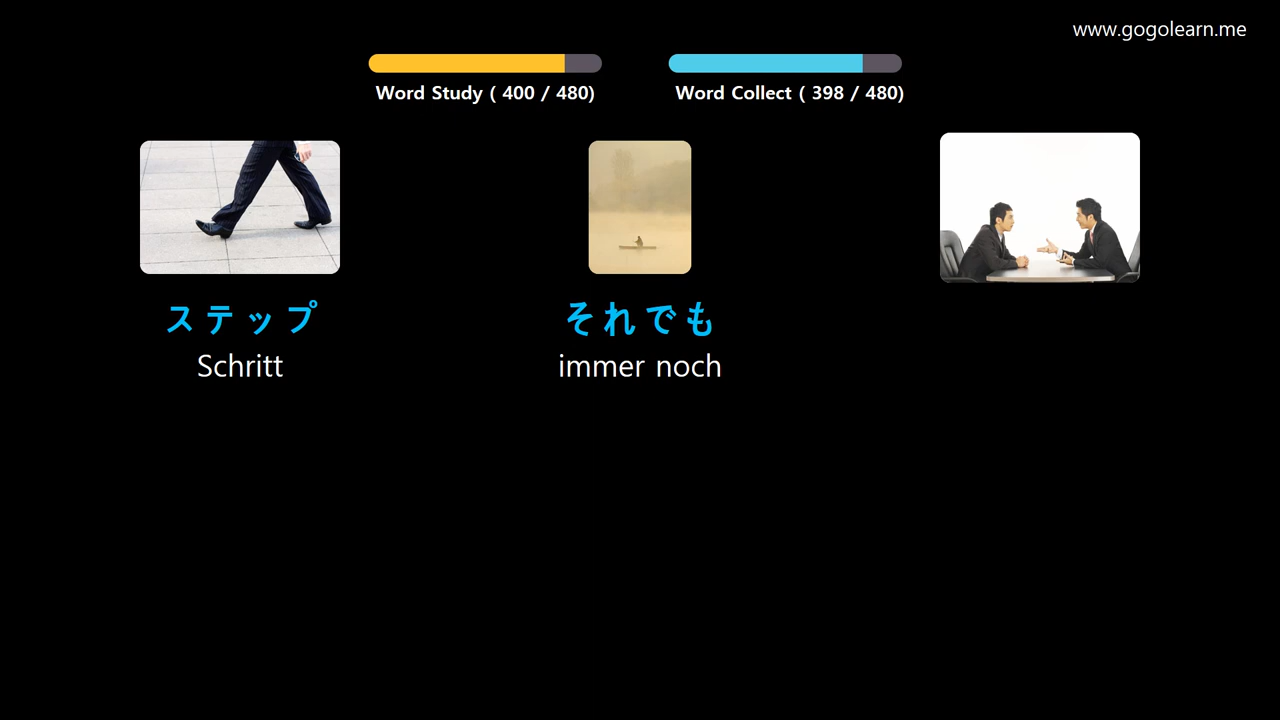 www.gogolearn.me
Word Study ( 400 / 480)
Word Collect ( 398 / 480)
ステップ
Schritt
それでも
immer noch